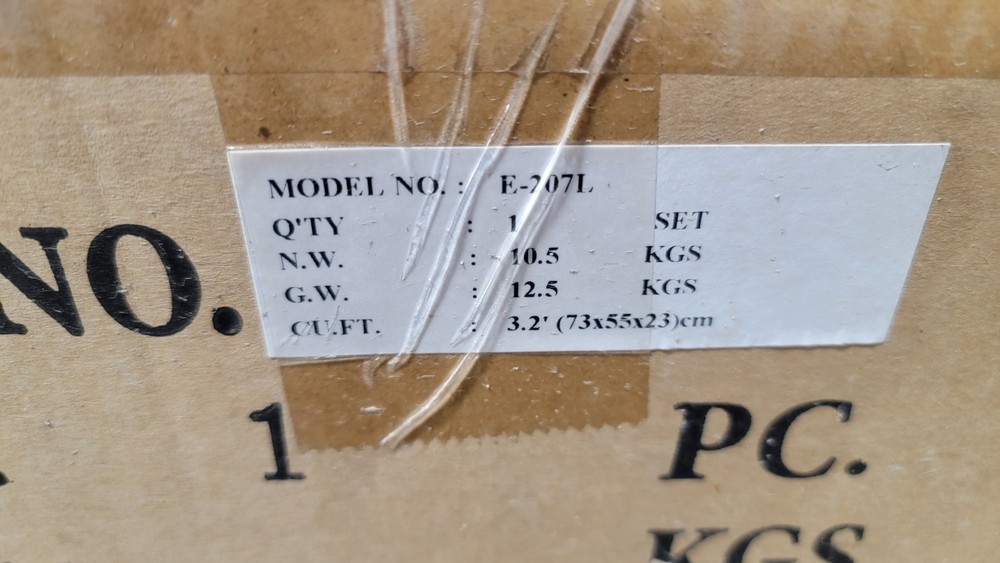 MODEL NO. : E-207L
Q'TY : 1 SET
N.W. : 10.5 KGS
G.W. : 12.5 KGS
CU.FT. : 3.2' (73x55x23)cm
NO.
1 PC.
KGS